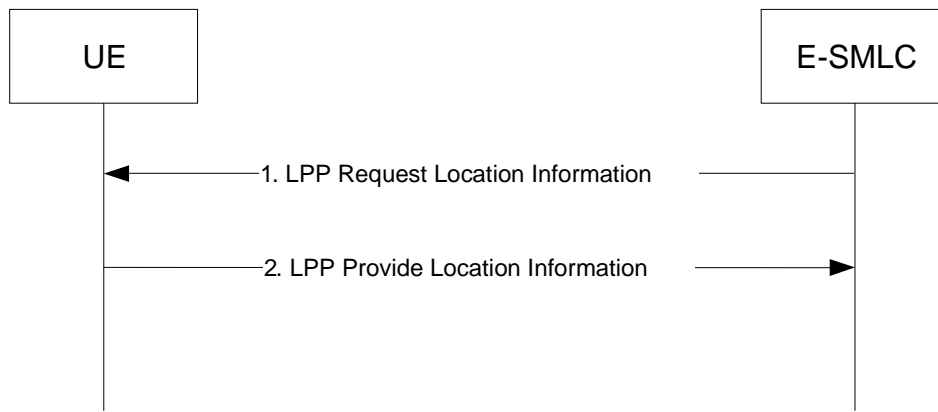 UE
E-SMLC
1. LPP Request Location Information
2. LPP Provide Location Information